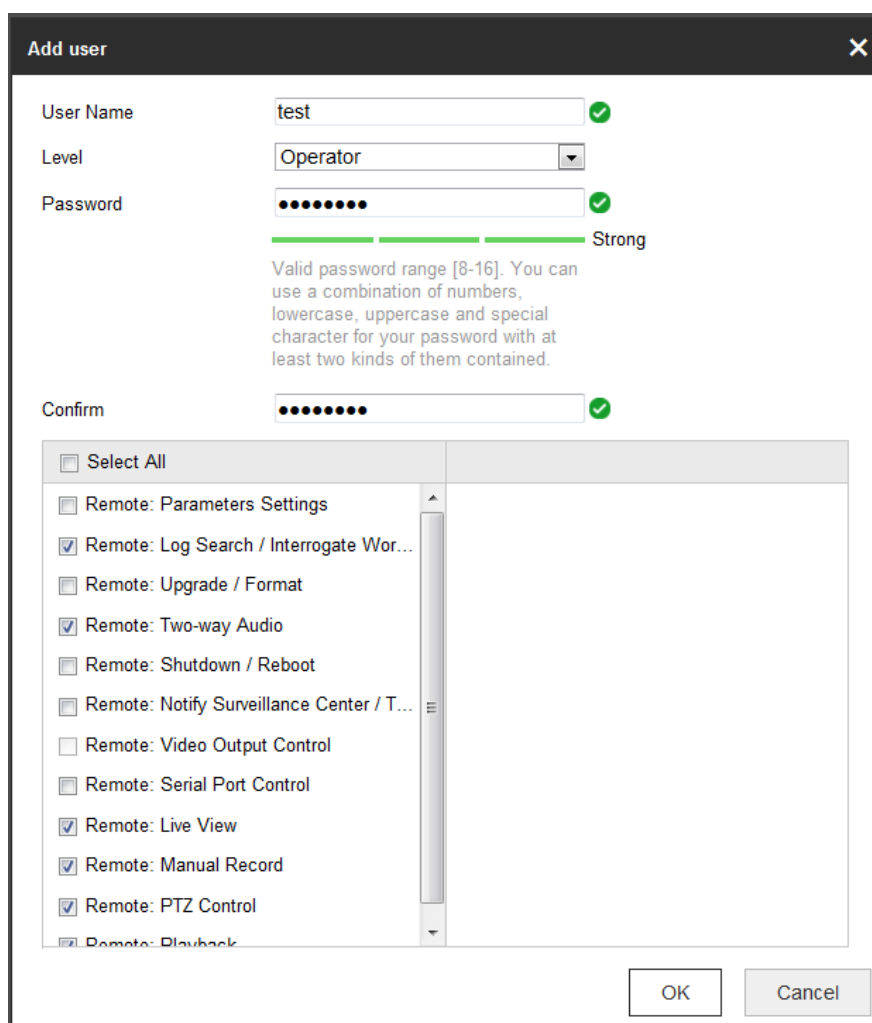 Add user
User Name test
Level Operator
Password ••••••••
Strong
Valid password range [8-16]. You can
use a combination of numbers,
lowercase, uppercase and special
character for your password with at
least two kinds of them contained.
Confirm ••••••••
Select All
Remote: Parameters Settings
Remote: Log Search / Interrogate Wor...
Remote: Upgrade / Format
Remote: Two-way Audio
Remote: Shutdown / Reboot
Remote: Notify Surveillance Center / T...
Remote: Video Output Control
Remote: Serial Port Control
Remote: Live View
Remote: Manual Record
Remote: PTZ Control
Remote: Playback
OK Cancel